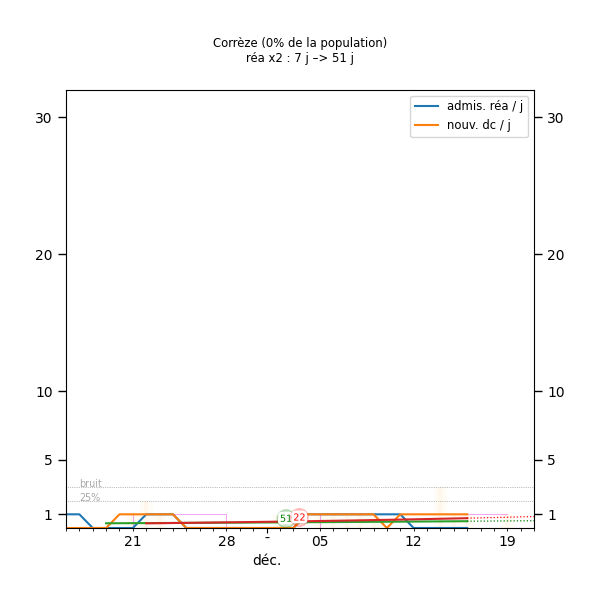 Corrèze (0% de la population)
réa x2 : 7 j –> 51 j
admis. réa / j
nouv. dc / j
30 30
20 20
10 10
5 5
bruit
25%
51 22
1 1
21 28 - 05 12 19
déc.